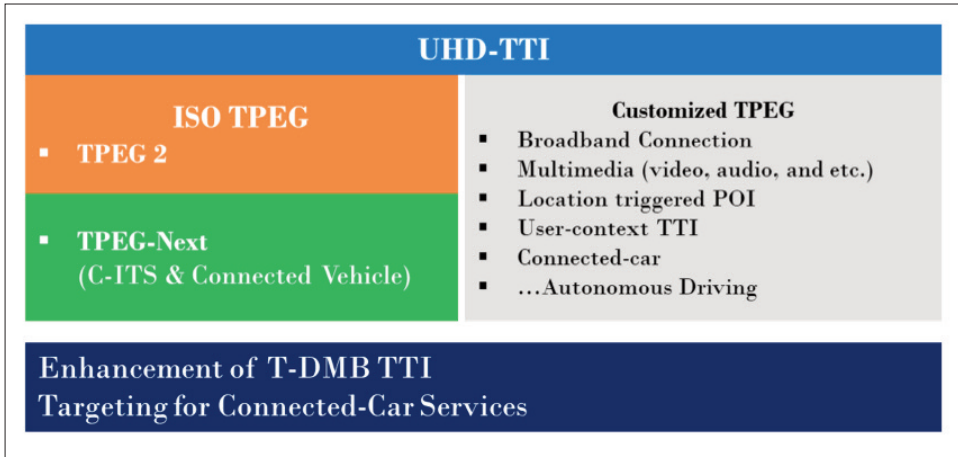 UHD-TTI
ISO TPEG
▪ TPEG 2
▪ TPEG-Next
(C-ITS & Connected Vehicle)
Customized TPEG
▪ Broadband Connection
▪ Multimedia (video, audio, and etc.)
▪ Location triggered POI
▪ User-context TTI
▪ Connected-car
▪ …Autonomous Driving
Enhancement of T-DMB TTI
Targeting for Connected-Car Services